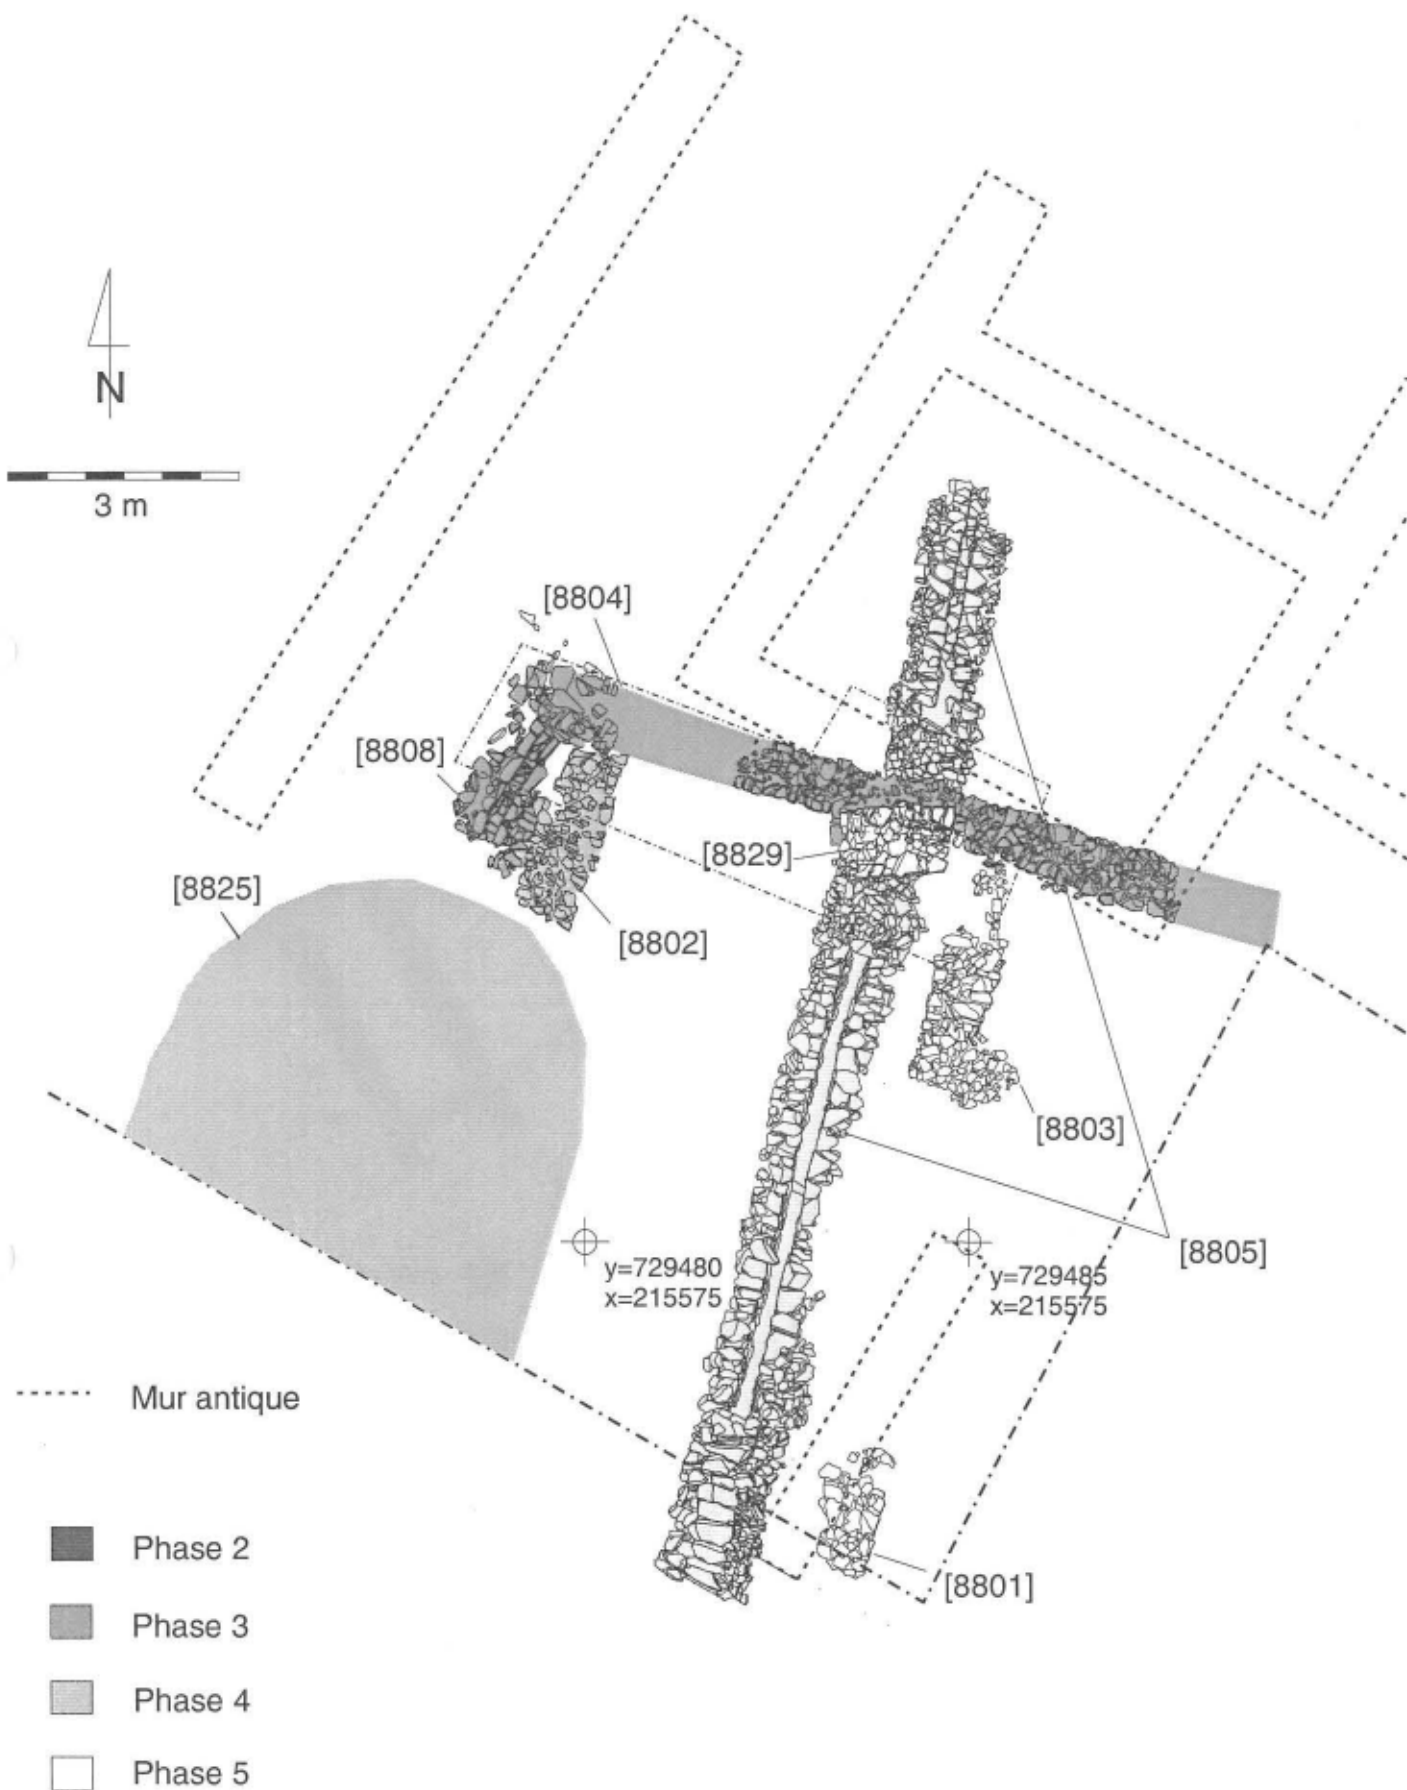 N
3 m
[8804]
[8808]
[8829]
[8825]
[8802]
[8803]
[8805]
y=729480
x=215575
y=729485
x=215575
Mur antique
[8801]
Phase 2
Phase 3
Phase 4
Phase 5